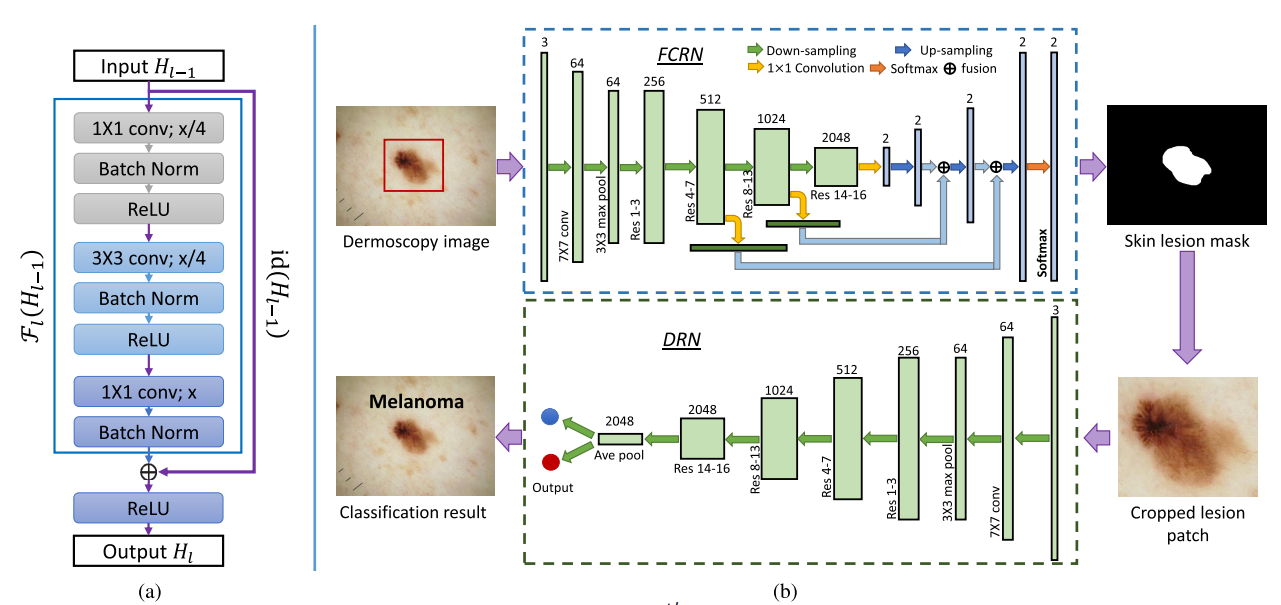 Input H_{l−1}
1X1 conv; x/4
Batch Norm
ReLU
3X3 conv; x/4
Batch Norm
ReLU
1X1 conv; x
Batch Norm
⊕
ReLU
Output H_l
ℱ_l(H_{l−1})
id(H_{l−1})
(a)
FCRN
Down-sampling
Up-sampling
1×1 Convolution
Softmax
⊕ fusion
3
64
64
256
512
1024
2048
2
2
2
2
2
7X7 conv
3X3 max pool
Res 1-3
Res 4-7
Res 8-13
Res 14-16
⊕
⊕
Softmax
Dermoscopy image
Skin lesion mask
DRN
3
64
64
256
512
1024
2048
2048
7X7 conv
3X3 max pool
Res 1-3
Res 4-7
Res 8-13
Res 14-16
Ave pool
Output
Melanoma
Classification result
Cropped lesion
patch
(b)